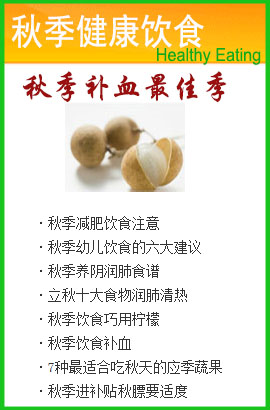 秋季健康饮食
Healthy Eating
秋季补血最佳季
·秋季减肥饮食注意
·秋季幼儿饮食的六大建议
·秋季养阴润肺食谱
·立秋十大食物润肺清热
·秋季饮食巧用柠檬
·秋季饮食补血
·7种最适合吃秋天的应季蔬果
·秋季进补贴秋膘要适度